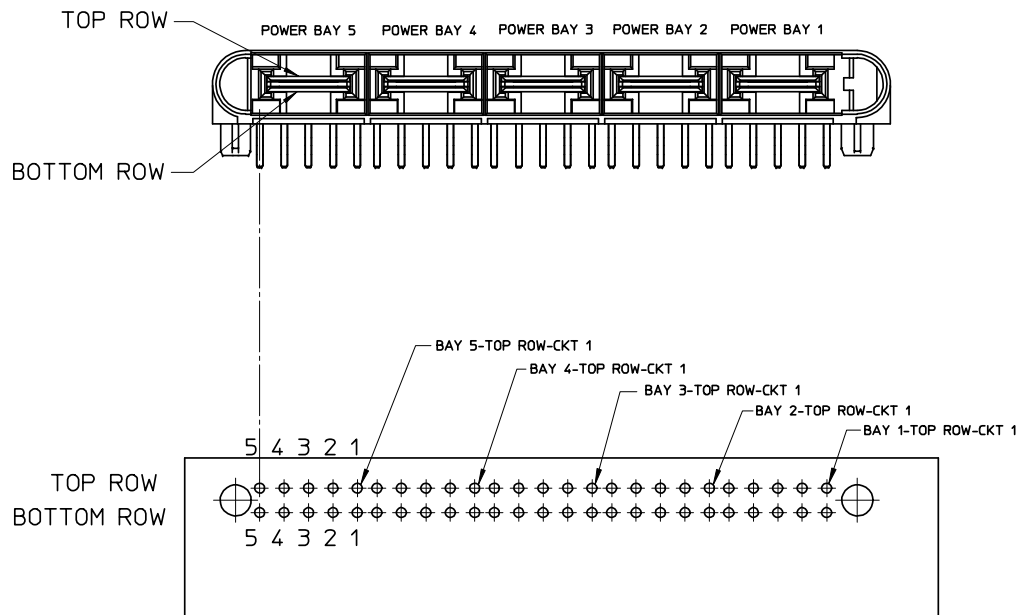 TOP ROW
POWER BAY 5 POWER BAY 4 POWER BAY 3 POWER BAY 2 POWER BAY 1
BOTTOM ROW
BAY 5-TOP ROW-CKT 1
BAY 4-TOP ROW-CKT 1
BAY 3-TOP ROW-CKT 1
BAY 2-TOP ROW-CKT 1
BAY 1-TOP ROW-CKT 1
5 4 3 2 1
TOP ROW
BOTTOM ROW
5 4 3 2 1